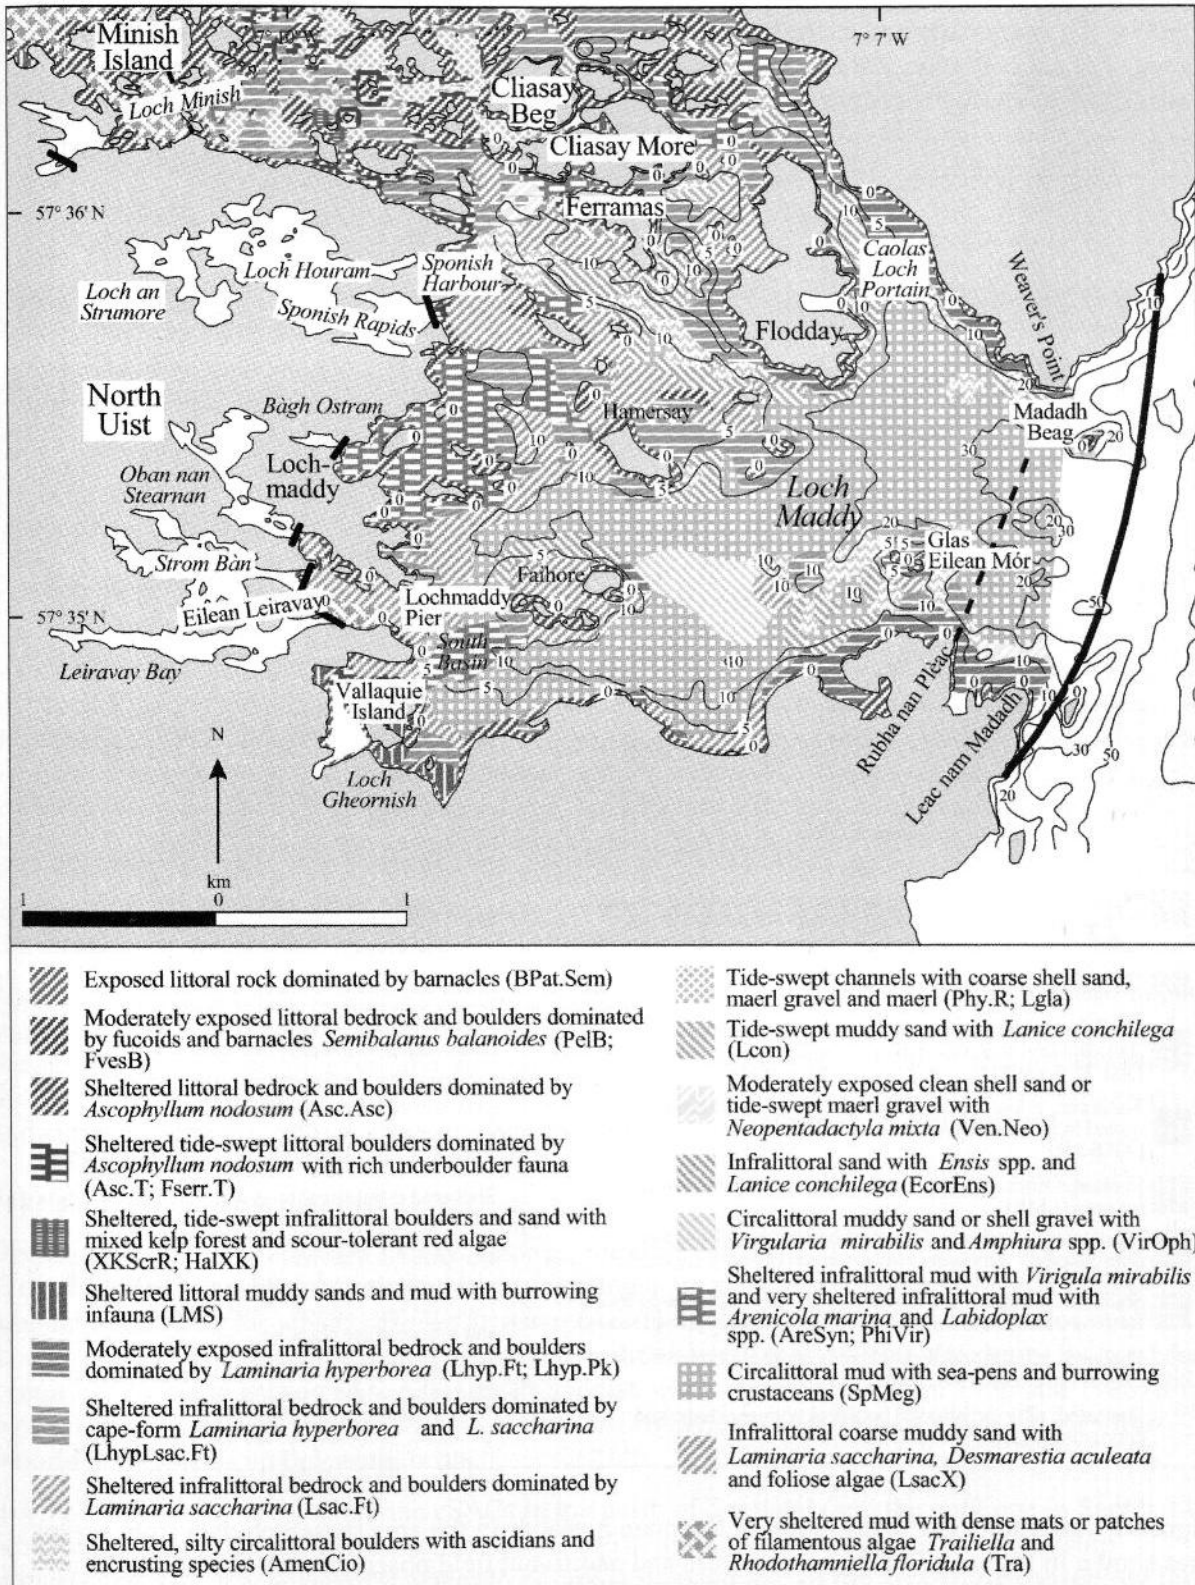 Minish
Island
7° 10' W
7° 7' W
Loch Minish
Cliasay
Beg
Cliasay More
57° 36' N
Ferramas
Loch Houram
Sponish
Harbour
Caolas
Loch
Portain
Weaver's Point
Loch an
Strumore
Sponish Rapids
Flodday
North
Uist
Bàgh Ostram
Hamersay
Madadh
Beag
Loch-
maddy
Oban nan
Stearnan
Loch
Maddy
Glas
Eilean Mór
Strom Bàn
Faihore
Eilean Leiravay
Lochmaddy
Pier
57° 35' N
Leiravay Bay
South
Basin
Vallaquie
Island
Rubha nan Plèac
Leac nam Madadh
N
Loch
Gheornish
km
1 0 1
Exposed littoral rock dominated by barnacles (BPat.Sem)
Moderately exposed littoral bedrock and boulders dominated
by fucoids and barnacles Semibalanus balanoides (PelB;
FvesB)
Sheltered littoral bedrock and boulders dominated by
Ascophyllum nodosum (Asc.Asc)
Sheltered tide-swept littoral boulders dominated by
Ascophyllum nodosum with rich underboulder fauna
(Asc.T; Fserr.T)
Sheltered, tide-swept infralittoral boulders and sand with
mixed kelp forest and scour-tolerant red algae
(XKScrR; HalXK)
Sheltered littoral muddy sands and mud with burrowing
infauna (LMS)
Moderately exposed infralittoral bedrock and boulders
dominated by Laminaria hyperborea (Lhyp.Ft; Lhyp.Pk)
Sheltered infralittoral bedrock and boulders dominated by
cape-form Laminaria hyperborea and L. saccharina
(LhypLsac.Ft)
Sheltered infralittoral bedrock and boulders dominated by
Laminaria saccharina (Lsac.Ft)
Sheltered, silty circalittoral boulders with ascidians and
encrusting species (AmenCio)
Tide-swept channels with coarse shell sand,
maerl gravel and maerl (Phy.R; Lgla)
Tide-swept muddy sand with Lanice conchilega
(Lcon)
Moderately exposed clean shell sand or
tide-swept maerl gravel with
Neopentadactyla mixta (Ven.Neo)
Infralittoral sand with Ensis spp. and
Lanice conchilega (EcorEns)
Circalittoral muddy sand or shell gravel with
Virgularia mirabilis and Amphiura spp. (VirOph)
Sheltered infralittoral mud with Virigula mirabilis
and very sheltered infralittoral mud with
Arenicola marina and Labidoplax
spp. (AreSyn; PhiVir)
Circalittoral mud with sea-pens and burrowing
crustaceans (SpMeg)
Infralittoral coarse muddy sand with
Laminaria saccharina, Desmarestia aculeata
and foliose algae (LsacX)
Very sheltered mud with dense mats or patches
of filamentous algae Trailiella and
Rhodothamniella floridula (Tra)